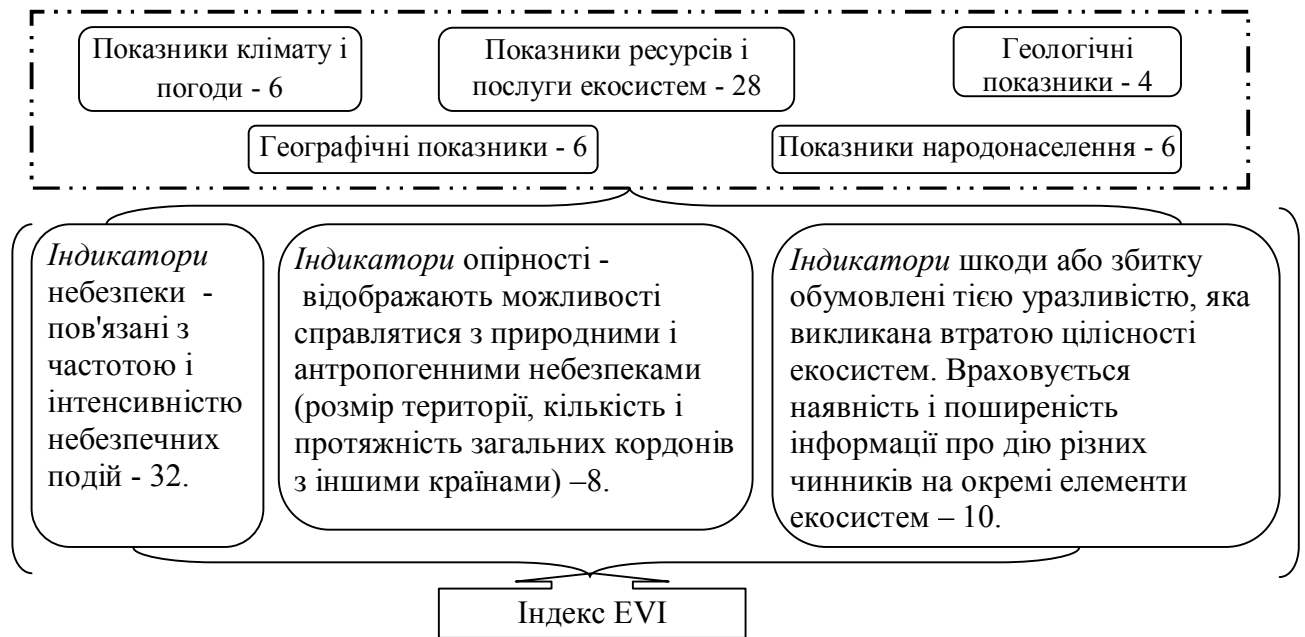 Показники клімату і
погоди - 6
Показники ресурсів і
послуги екосистем - 28
Геологічні
показники - 4
Географічні показники - 6
Показники народонаселення - 6
Індикатори
небезпеки -
пов'язані з
частотою і
інтенсивністю
небезпечних
подій - 32.
Індикатори опірності -
відображають можливості
справлятися з природними і
антропогенними небезпеками
(розмір території, кількість і
протяжність загальних кордонів
з іншими країнами) –8.
Індикатори шкоди або збитку
обумовлені тією уразливістю, яка
викликана втратою цілісності
екосистем. Враховується
наявність і поширеність
інформації про дію різних
чинників на окремі елементи
екосистем – 10.
Індекс EVI